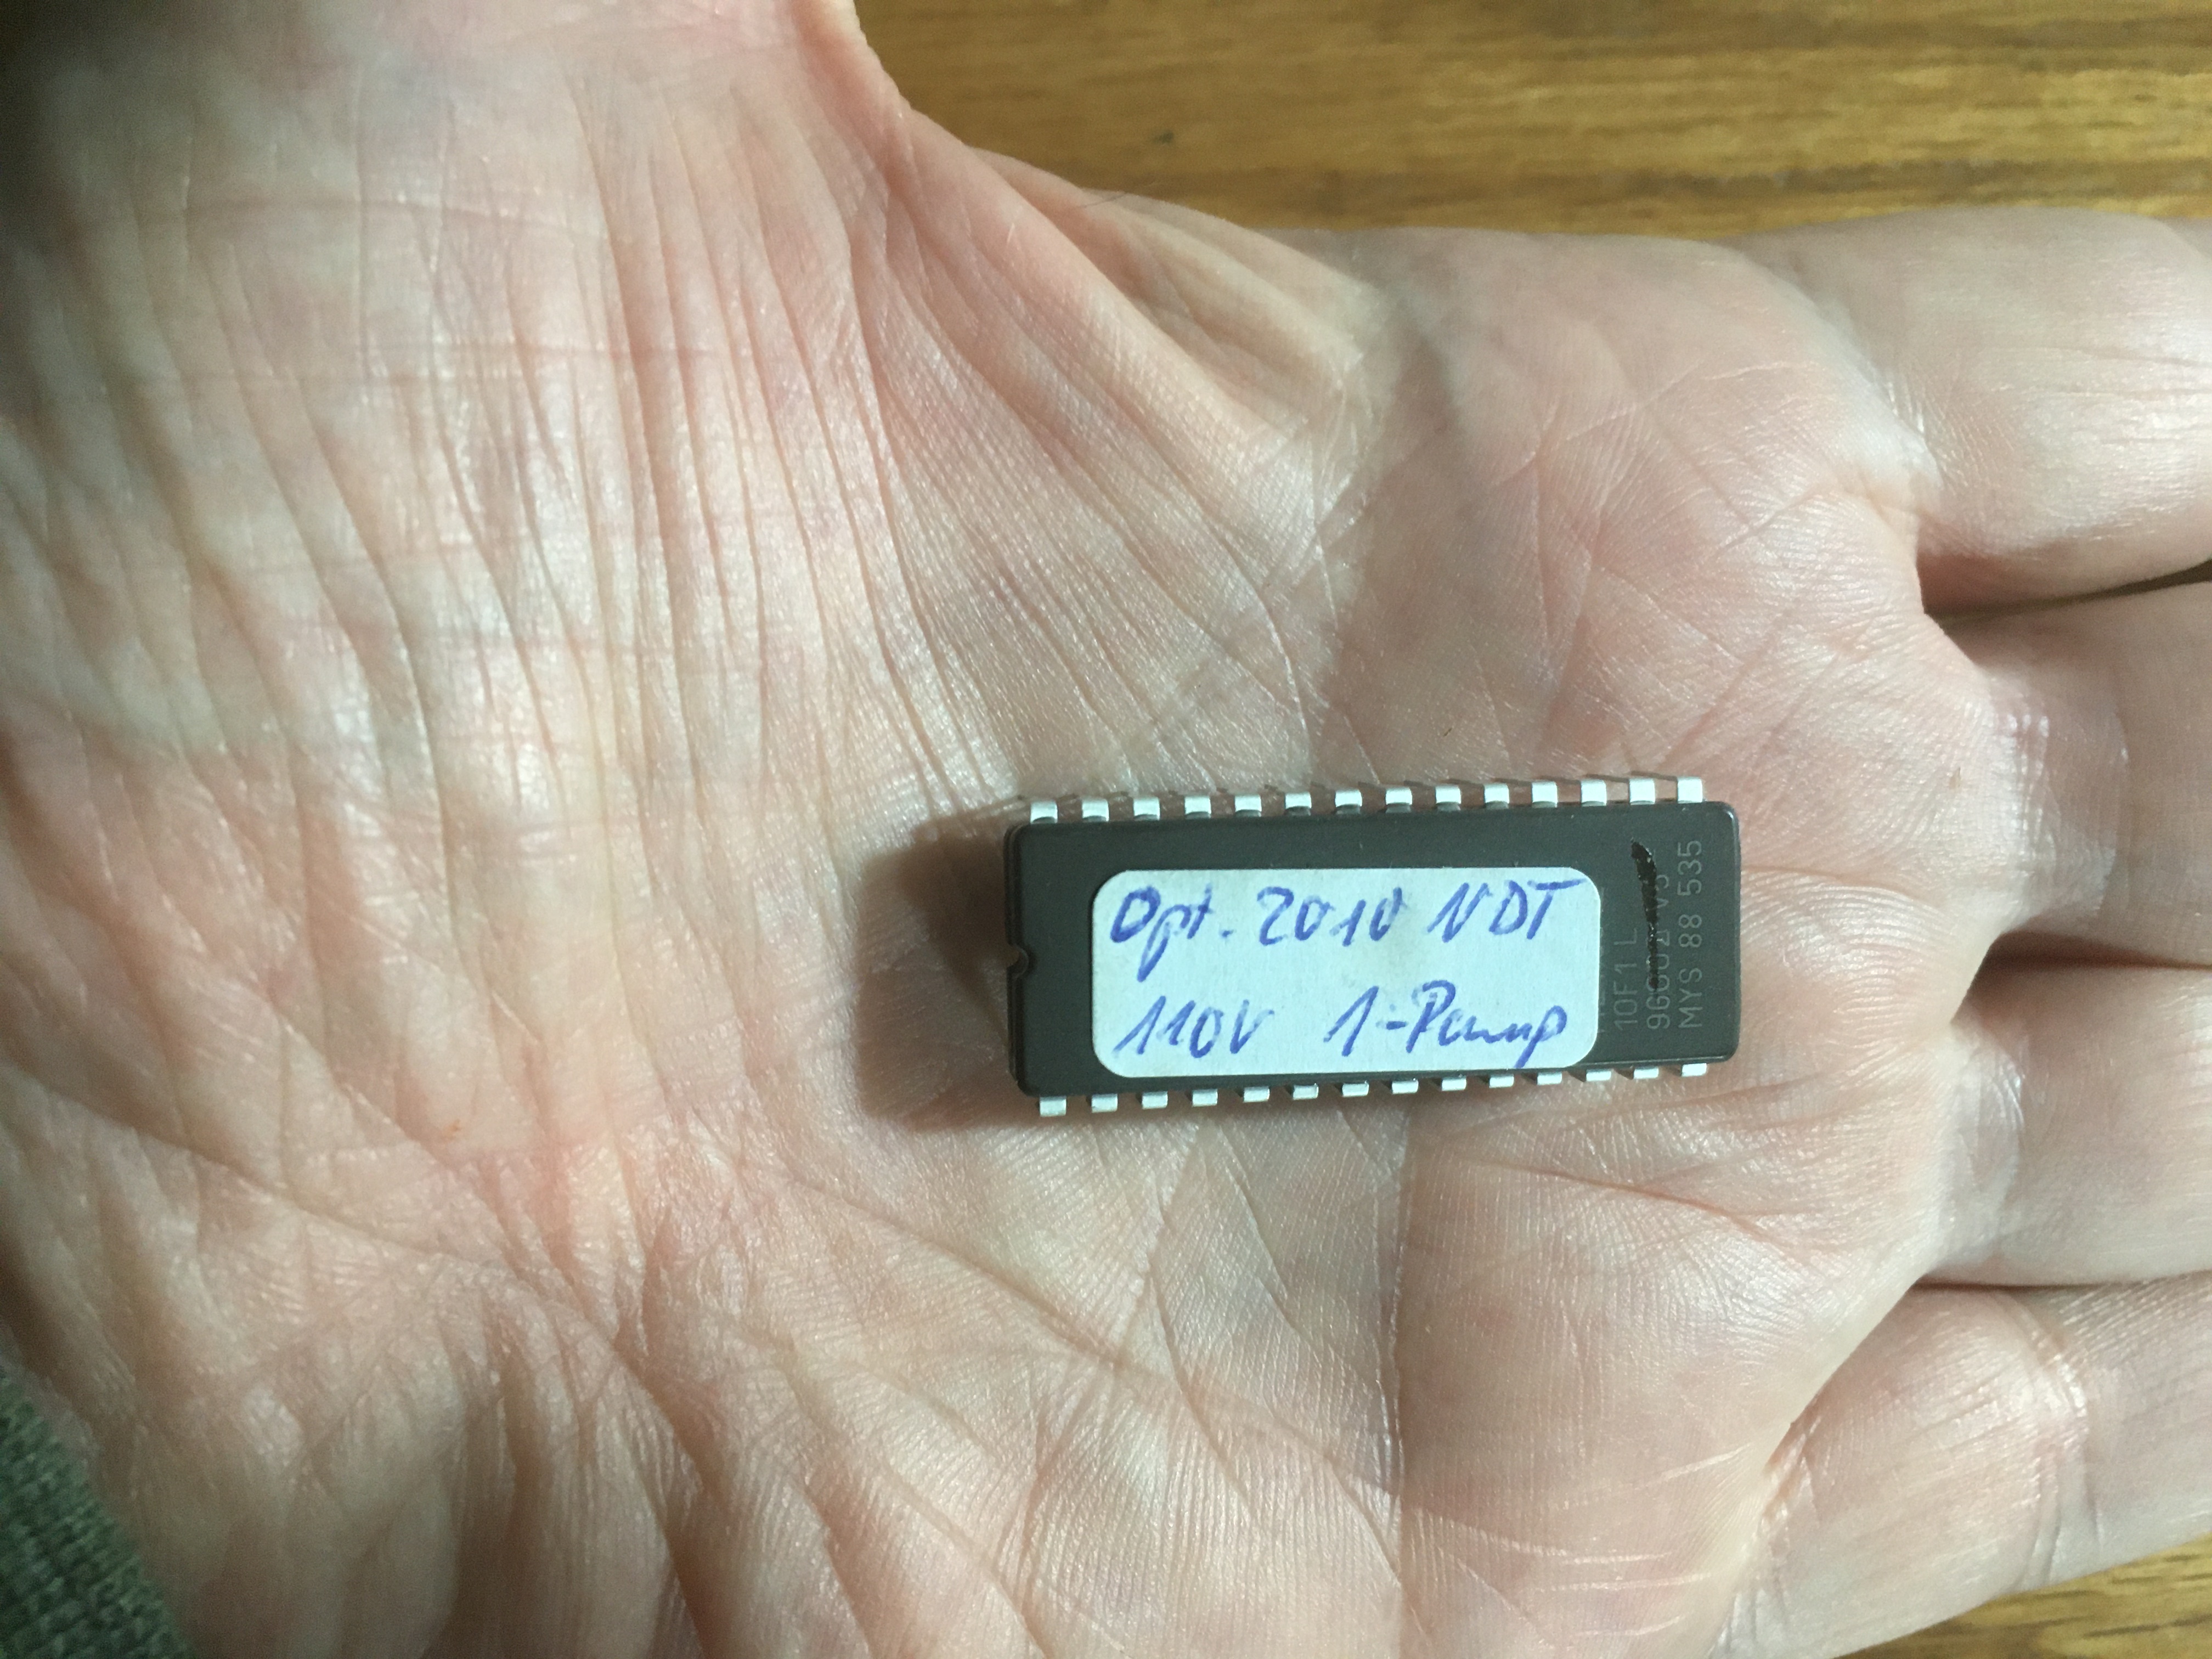 Opt. 2010 NDT
110V 1-Pump
10F1 L
MYS 88 535